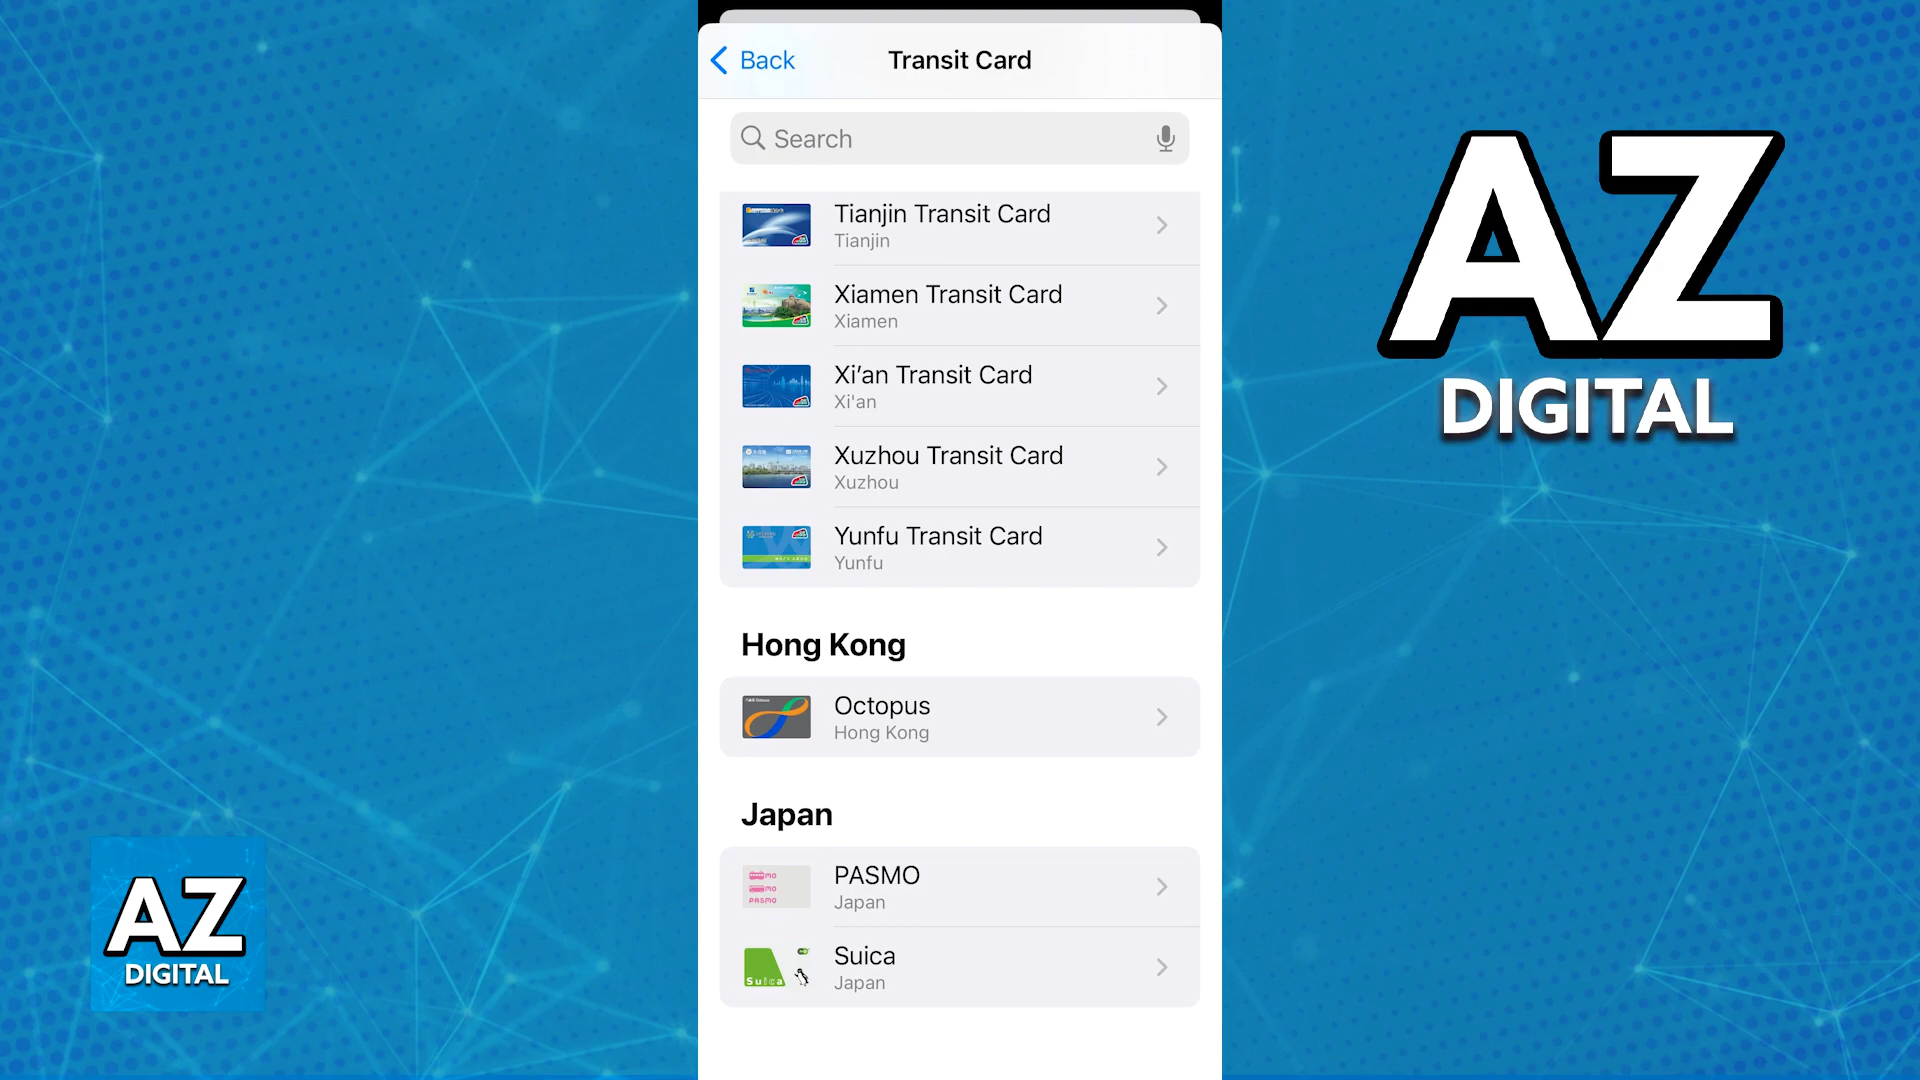 Back
Transit Card
Search
Tianjin Transit Card
Tianjin
Xiamen Transit Card
Xiamen
Xi’an Transit Card
Xi'an
Xuzhou Transit Card
Xuzhou
Yunfu Transit Card
Yunfu
Hong Kong
Octopus
Hong Kong
Japan
PASMO
PASMO
Japan
Suica
Suica
Japan
AZ
DIGITAL
AZ
DIGITAL